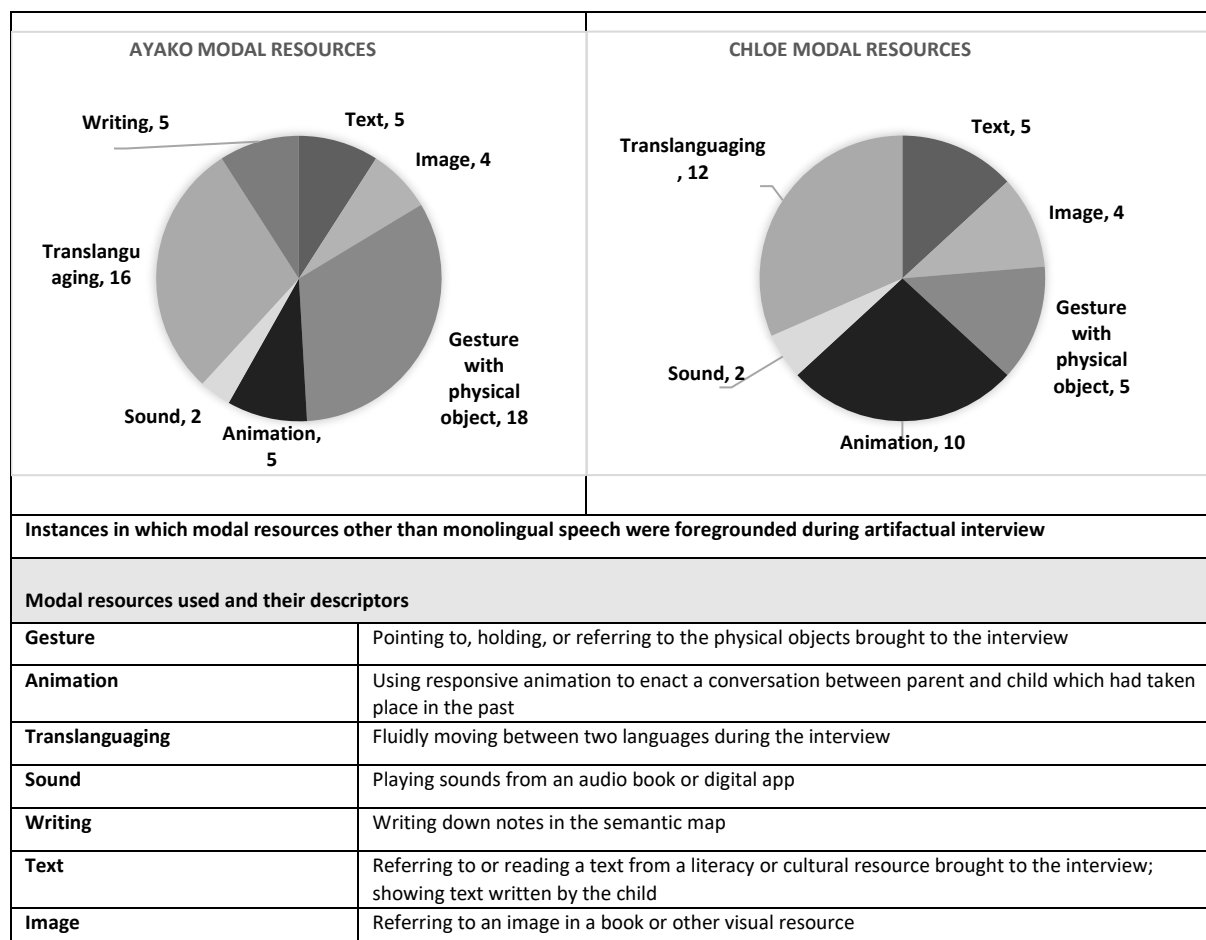 AYAKO MODAL RESOURCES
Writing, 5
Text, 5
Image, 4
Translangu
aging, 16
Gesture
with
physical
object, 18
Sound, 2
Animation,
5
CHLOE MODAL RESOURCES
Translanguaging
, 12
Text, 5
Image, 4
Gesture
with
physical
object, 5
Sound, 2
Animation, 10
Instances in which modal resources other than monolingual speech were foregrounded during artifactual interview
Modal resources used and their descriptors
Gesture
Pointing to, holding, or referring to the physical objects brought to the interview
Animation
Using responsive animation to enact a conversation between parent and child which had taken
place in the past
Translanguaging
Fluidly moving between two languages during the interview
Sound
Playing sounds from an audio book or digital app
Writing
Writing down notes in the semantic map
Text
Referring to or reading a text from a literacy or cultural resource brought to the interview;
showing text written by the child
Image
Referring to an image in a book or other visual resource